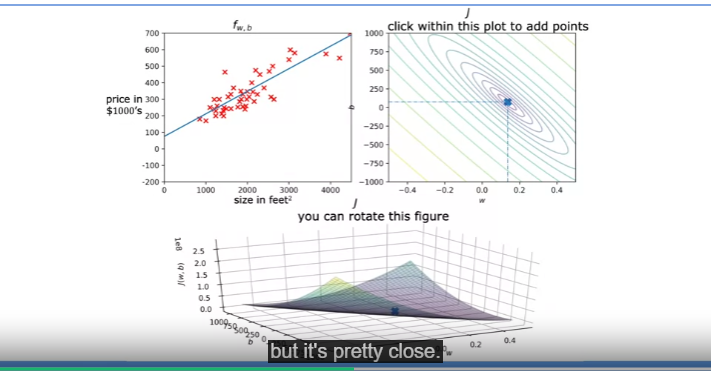 f_{w,b}
price in
$1000's
700
600
500
400
300
200
100
0
-100
-200
0
1000
2000
3000
4000
size in feet²
J
click within this plot to add points
1000
750
500
250
0
-250
-500
-750
-1000
b
-0.4
-0.2
0.0
0.2
0.4
w
J
you can rotate this figure
1e8
J(w, b)
2.5
2.0
1.5
1.0
0.5
0.0
1000
750
500
250
0
b
0.2
0.4
w
but it's pretty close.